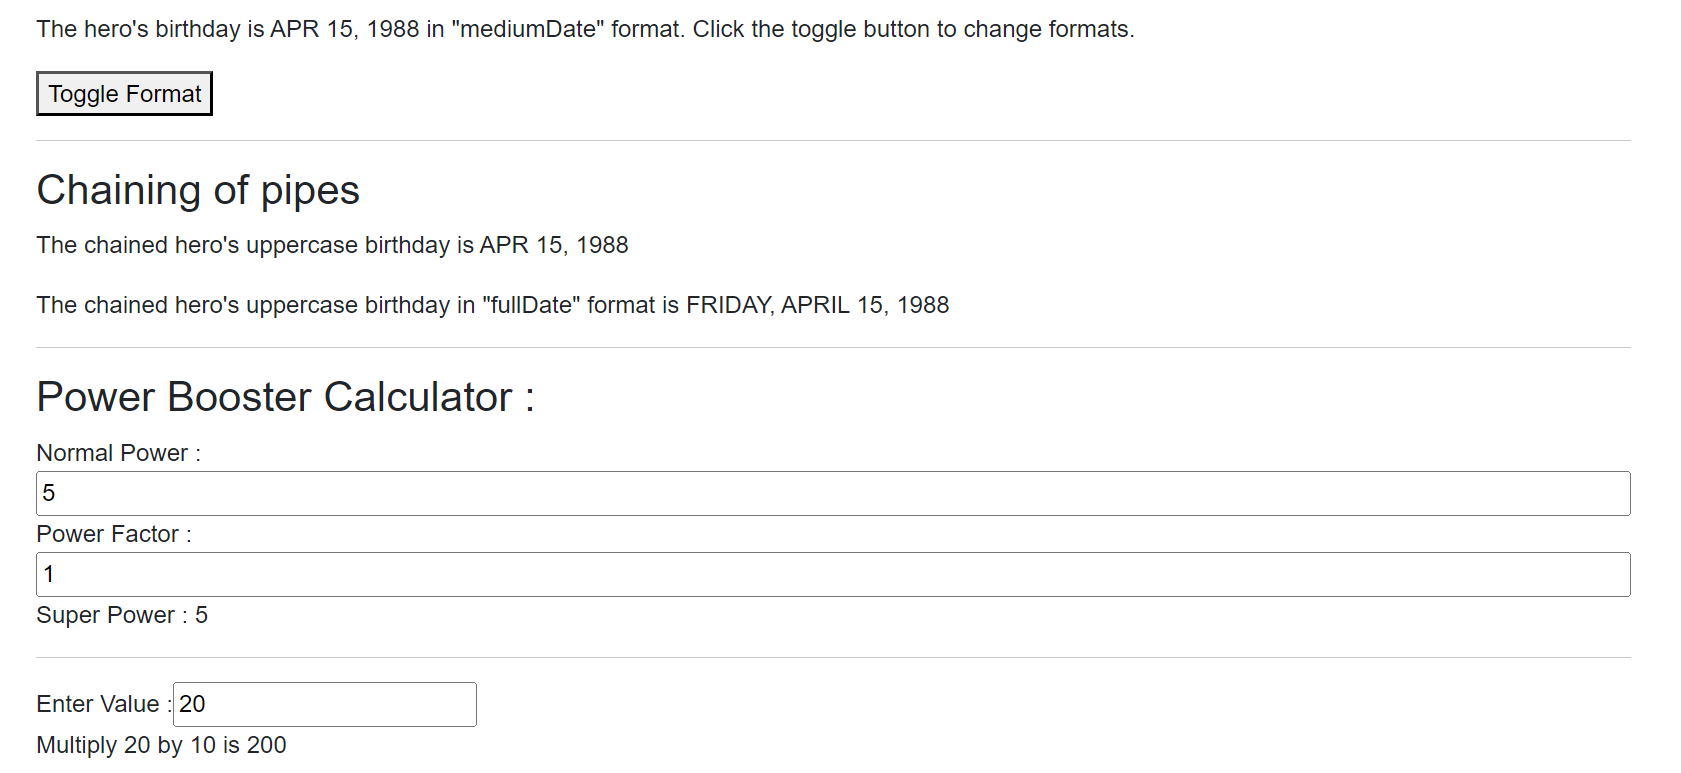 The hero's birthday is APR 15, 1988 in "mediumDate" format. Click the toggle button to change formats.
Toggle Format
Chaining of pipes
The chained hero's uppercase birthday is APR 15, 1988
The chained hero's uppercase birthday in "fullDate" format is FRIDAY, APRIL 15, 1988
Power Booster Calculator :
Normal Power :
5
Power Factor :
1
Super Power : 5
Enter Value : 20
Multiply 20 by 10 is 200